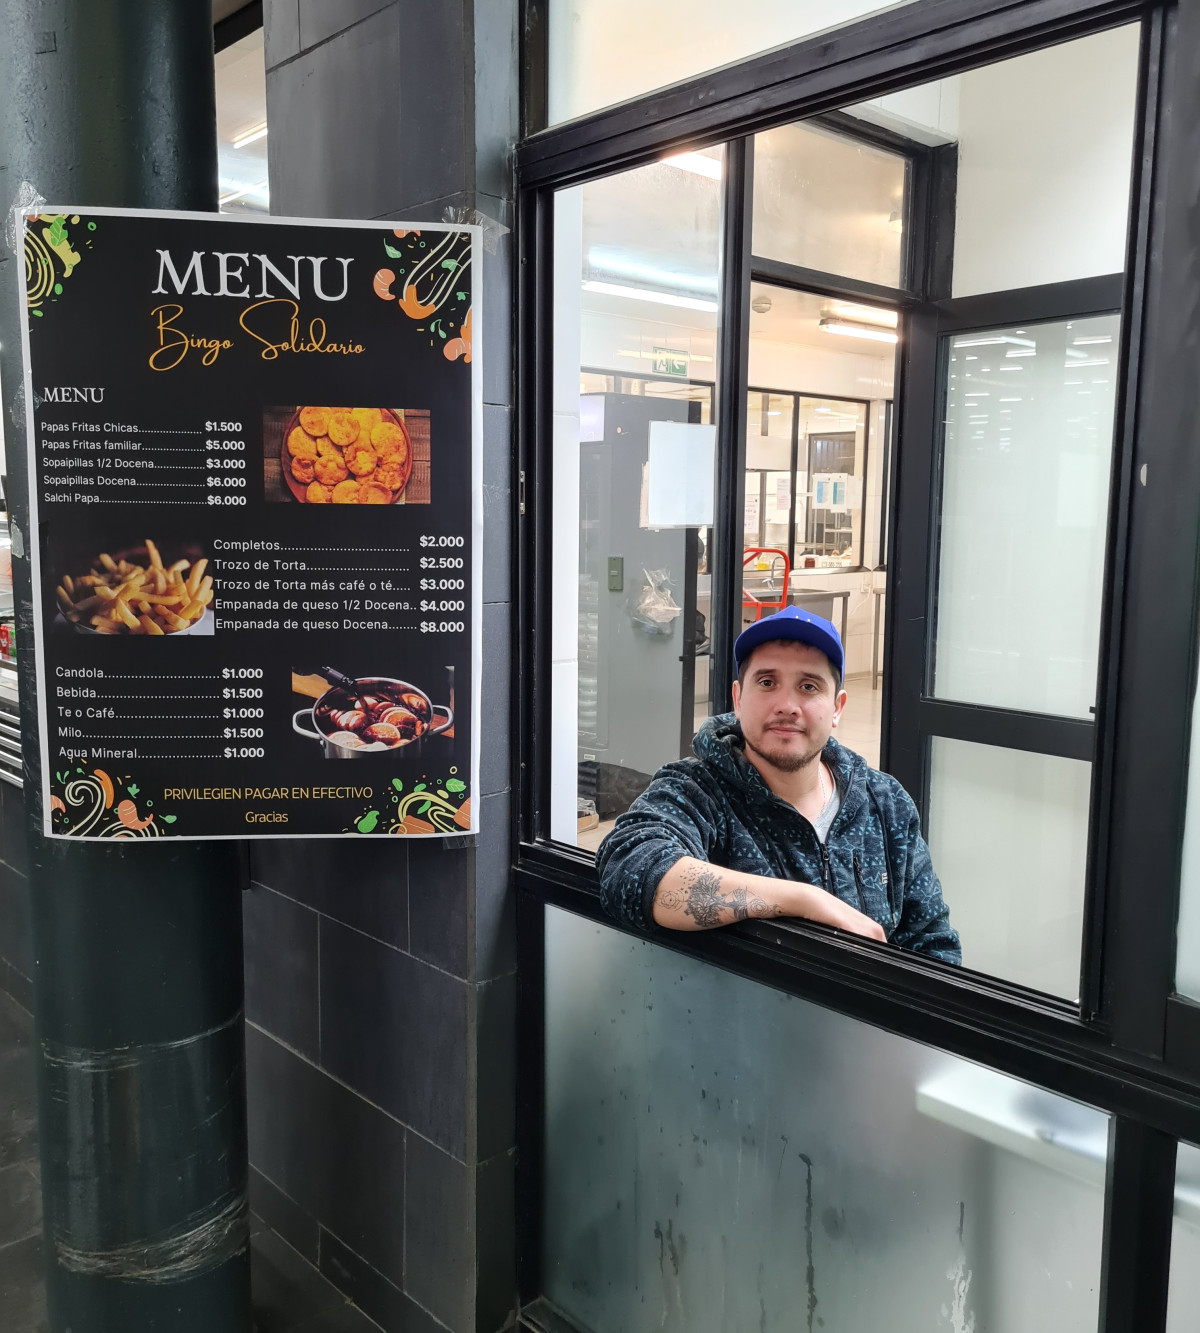 MENU
Bingo Solidario
MENU
Papas Fritas Chicas.......................$1.500
Papas Fritas familiar......................$5.000
Sopaipillas 1/2 Docena..................$3.000
Sopaipillas Docena........................$6.000
Salchi Papa......................................$6.000
Completos.................................... $2.000
Trozo de Torta............................. $2.500
Trozo de Torta más café o té..... $3.000
Empanada de queso 1/2 Docena.. $4.000
Empanada de queso Docena........ $8.000
Candola............................ $1.000
Bebida............................... $1.500
Te o Café......................... $1.000
Milo....................................$1.500
Agua Mineral.....................$1.000
PRIVILEGIEN PAGAR EN EFECTIVO
Gracias